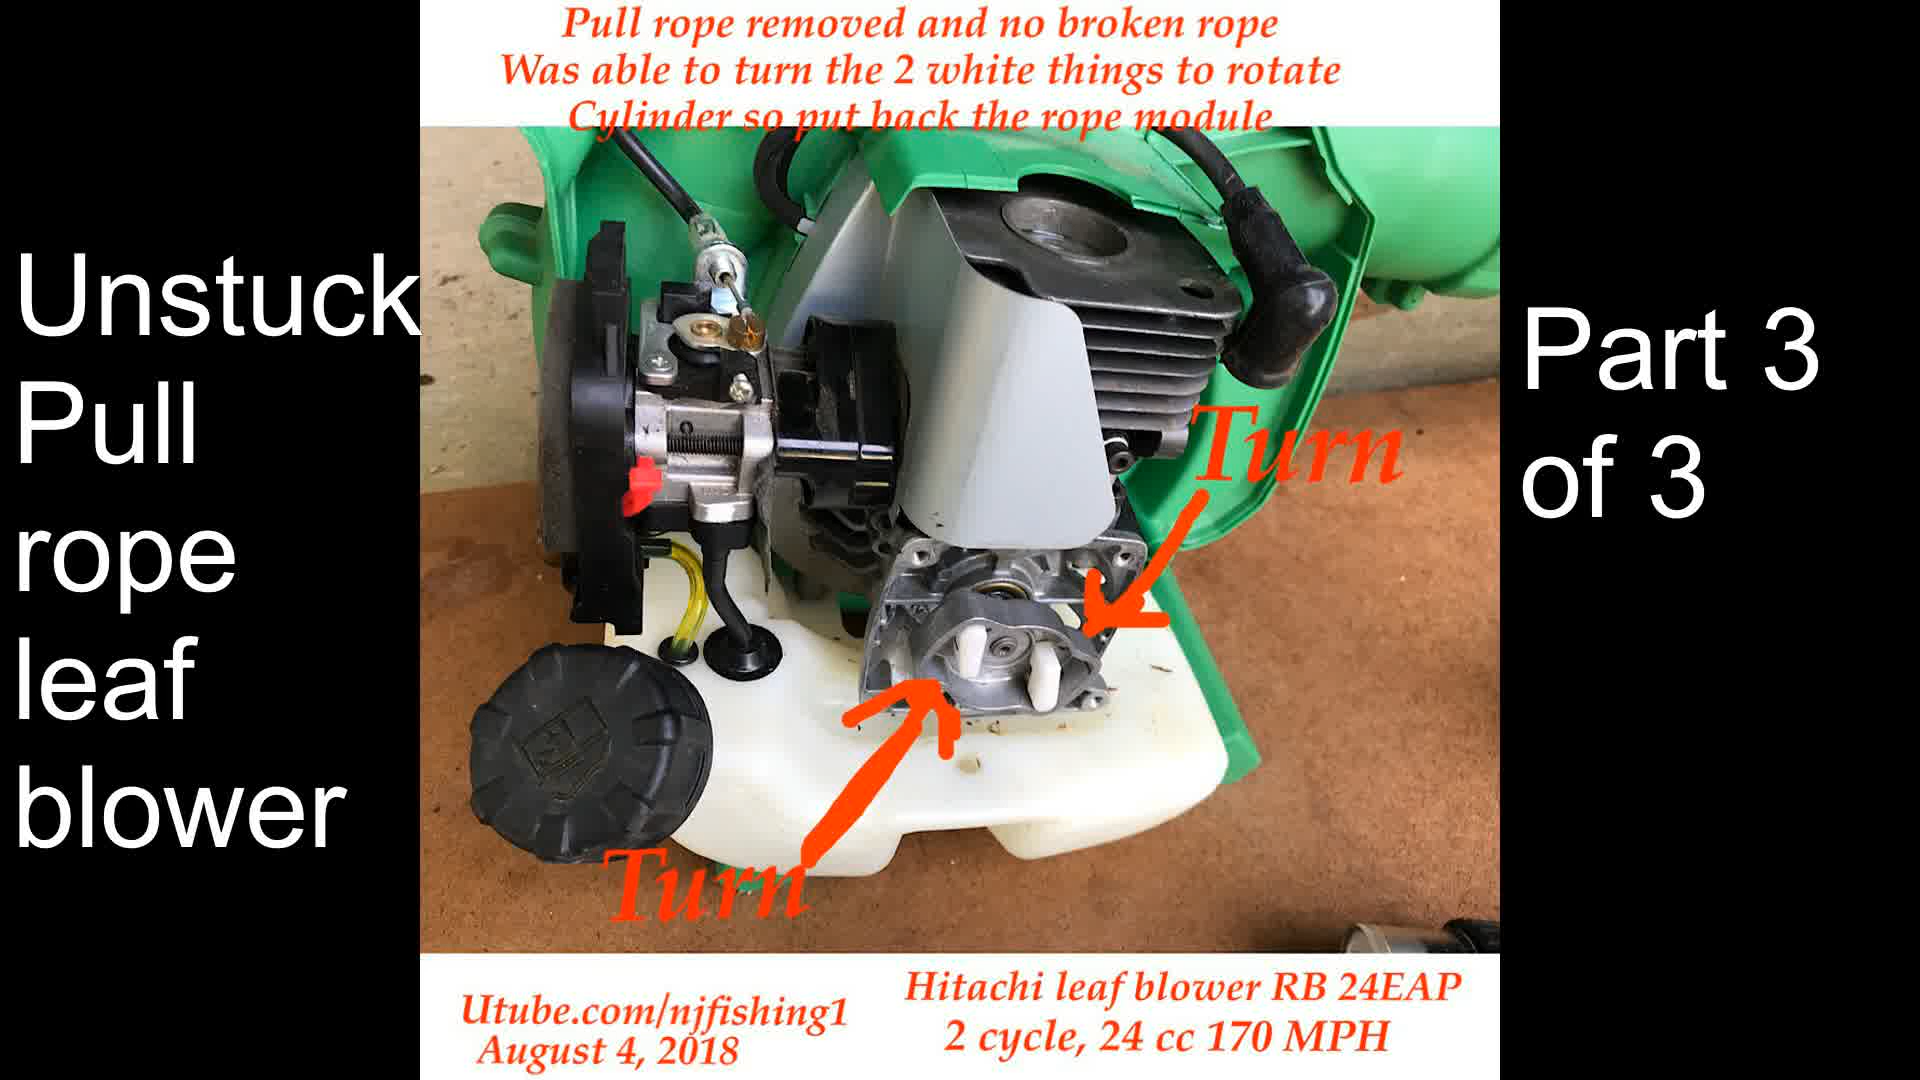 Pull rope removed and no broken rope
Was able to turn the 2 white things to rotate
Cylinder so put back the rope module
Unstuck
Pull
rope
leaf
blower
Part 3
of 3
Turn
Turn
Utube.com/njfishing1
August 4, 2018
Hitachi leaf blower RB 24EAP
2 cycle, 24 cc 170 MPH